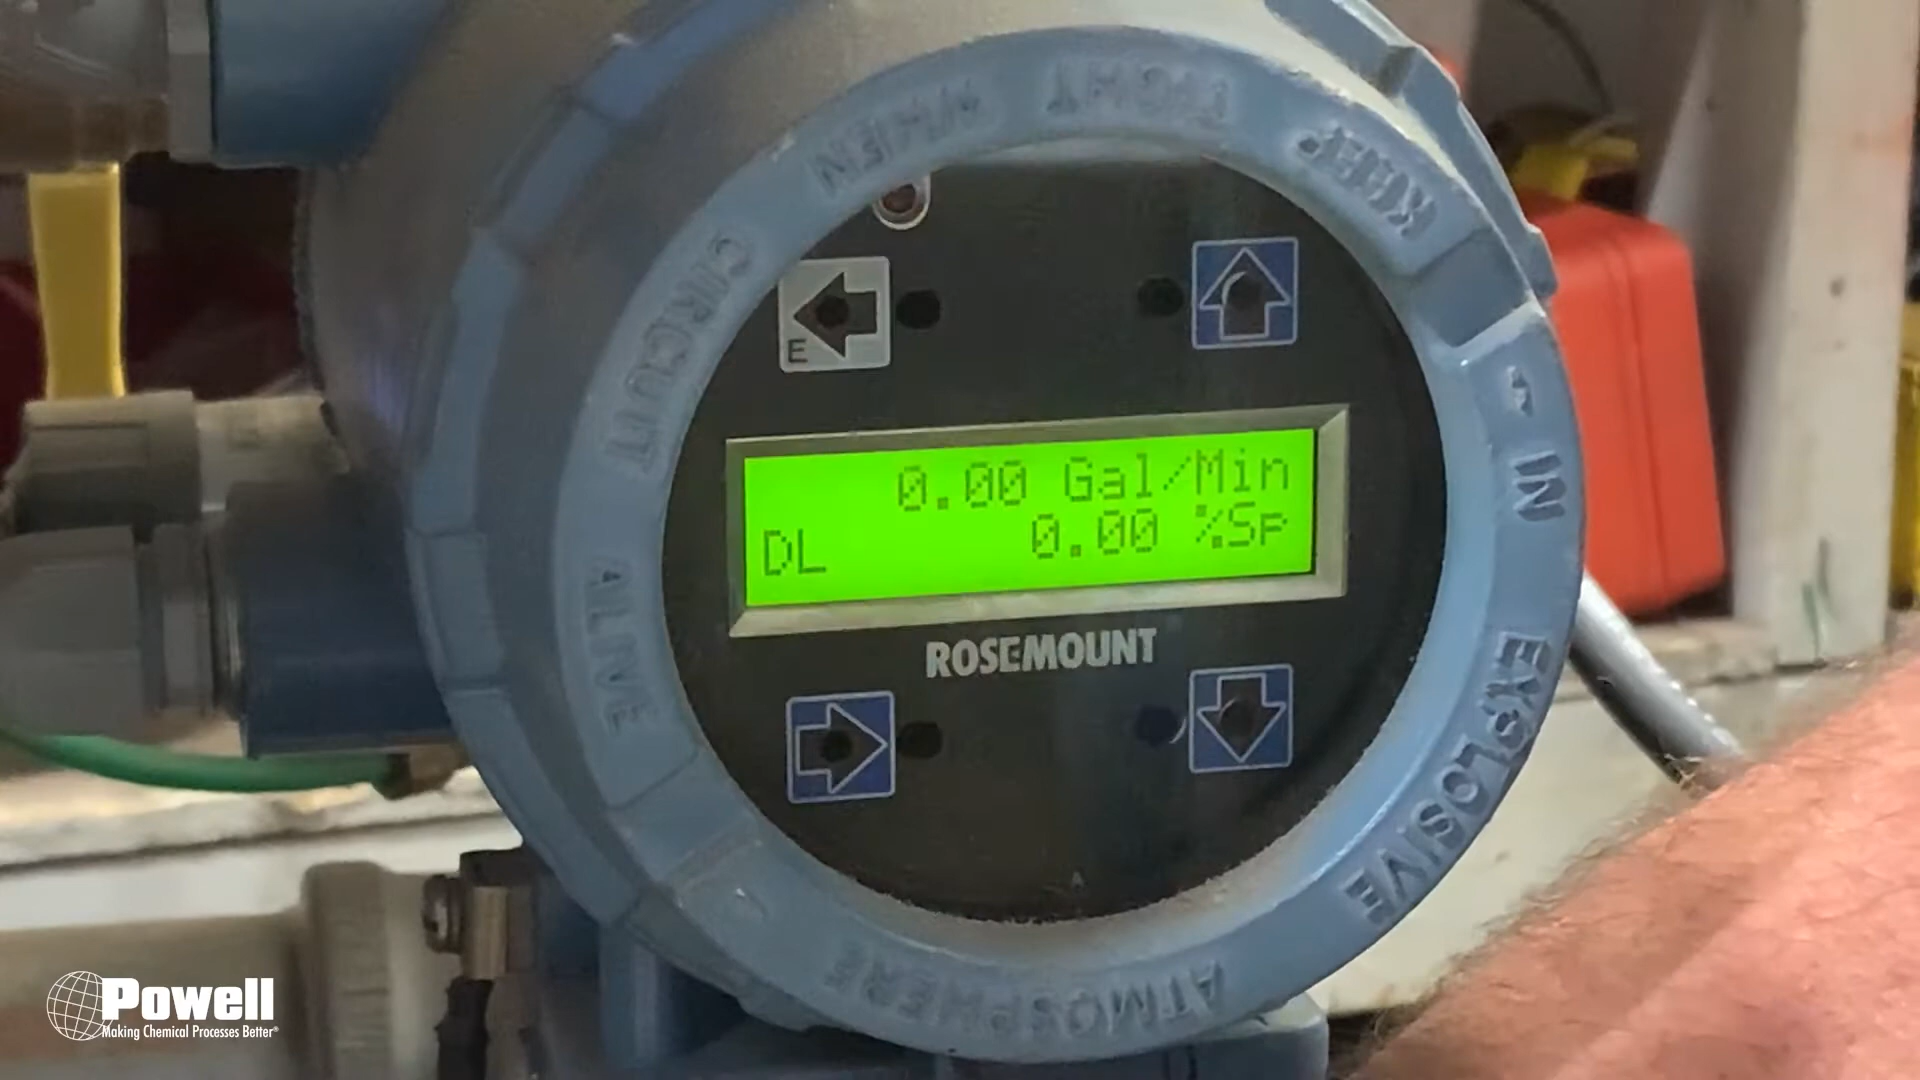 KEEP
TIGHT
WHEN
CIRCUIT
ALIVE
IN
EXPLOSIVE
ATMOSPHERE
E
0.00 Gal/Min
DL 0.00 %Sp
ROSEMOUNT
Powell
Making Chemical Processes Better®